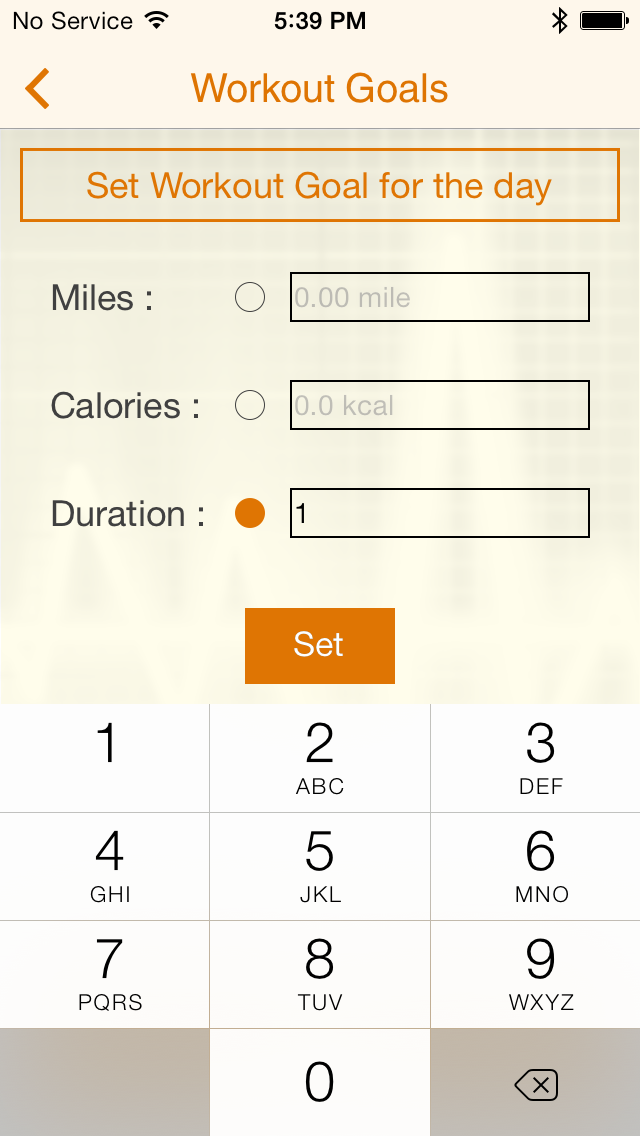 No Service 5:39 PM
Workout Goals
Set Workout Goal for the day
Miles : 0.00 mile
Calories : 0.0 kcal
Duration : 1
Set
1 2 3
ABC DEF
4 5 6
GHI JKL MNO
7 8 9
PQRS TUV WXYZ
0